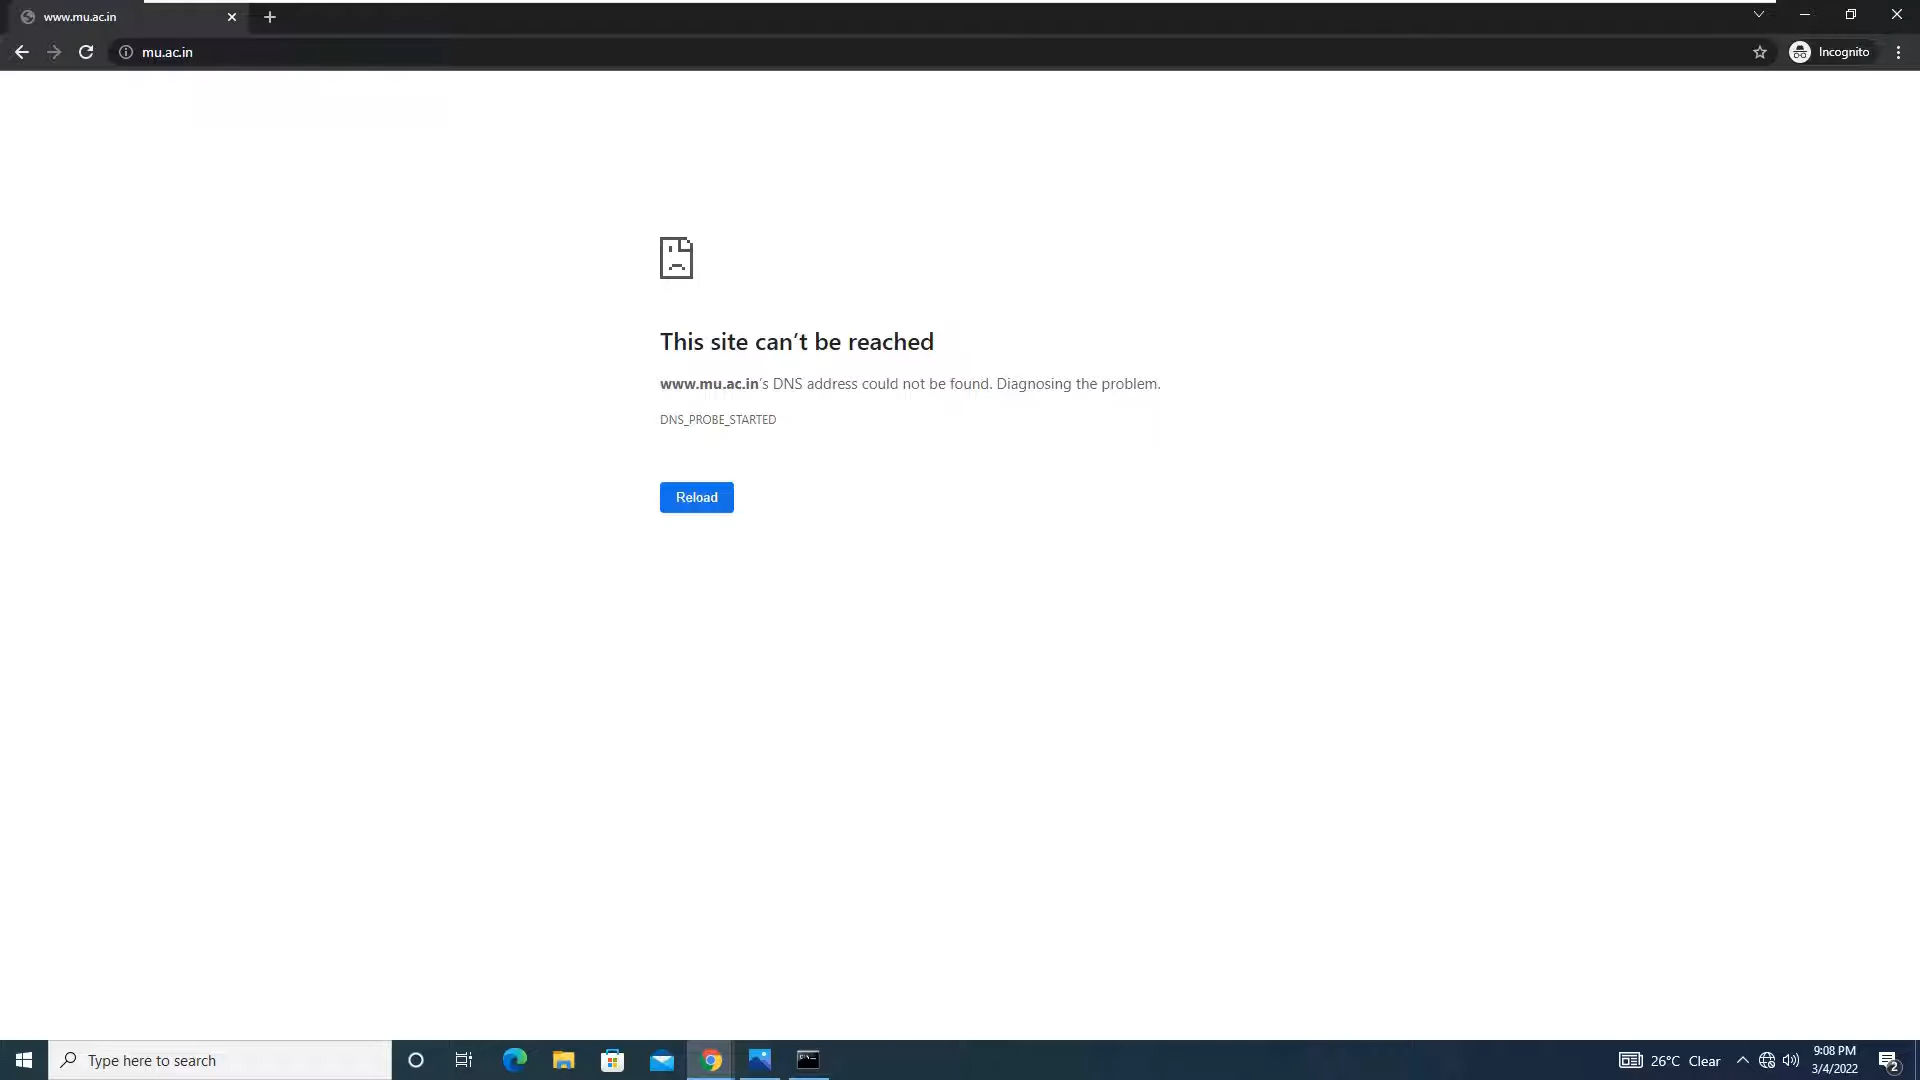 www.mu.ac.in
mu.ac.in
Incognito
This site can’t be reached
www.mu.ac.in’s DNS address could not be found. Diagnosing the problem.
DNS_PROBE_STARTED
Reload
Type here to search
26°C Clear
9:08 PM
3/4/2022
2